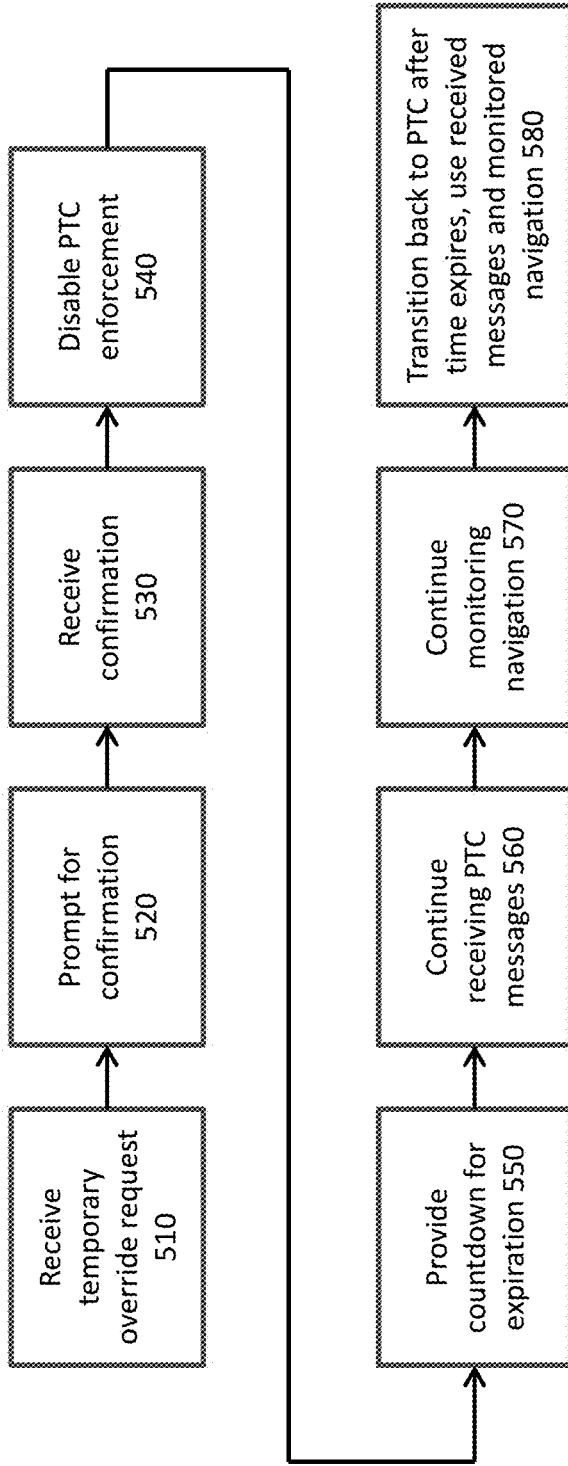 Receive
temporary
override request
510
Prompt for
confirmation
520
Receive
confirmation
530
Disable PTC
enforcement
540
Provide
countdown for
expiration 550
Continue
receiving PTC
messages 560
Continue
monitoring
navigation 570
Transition back to PTC after
time expires, use received
messages and monitored
navigation 580